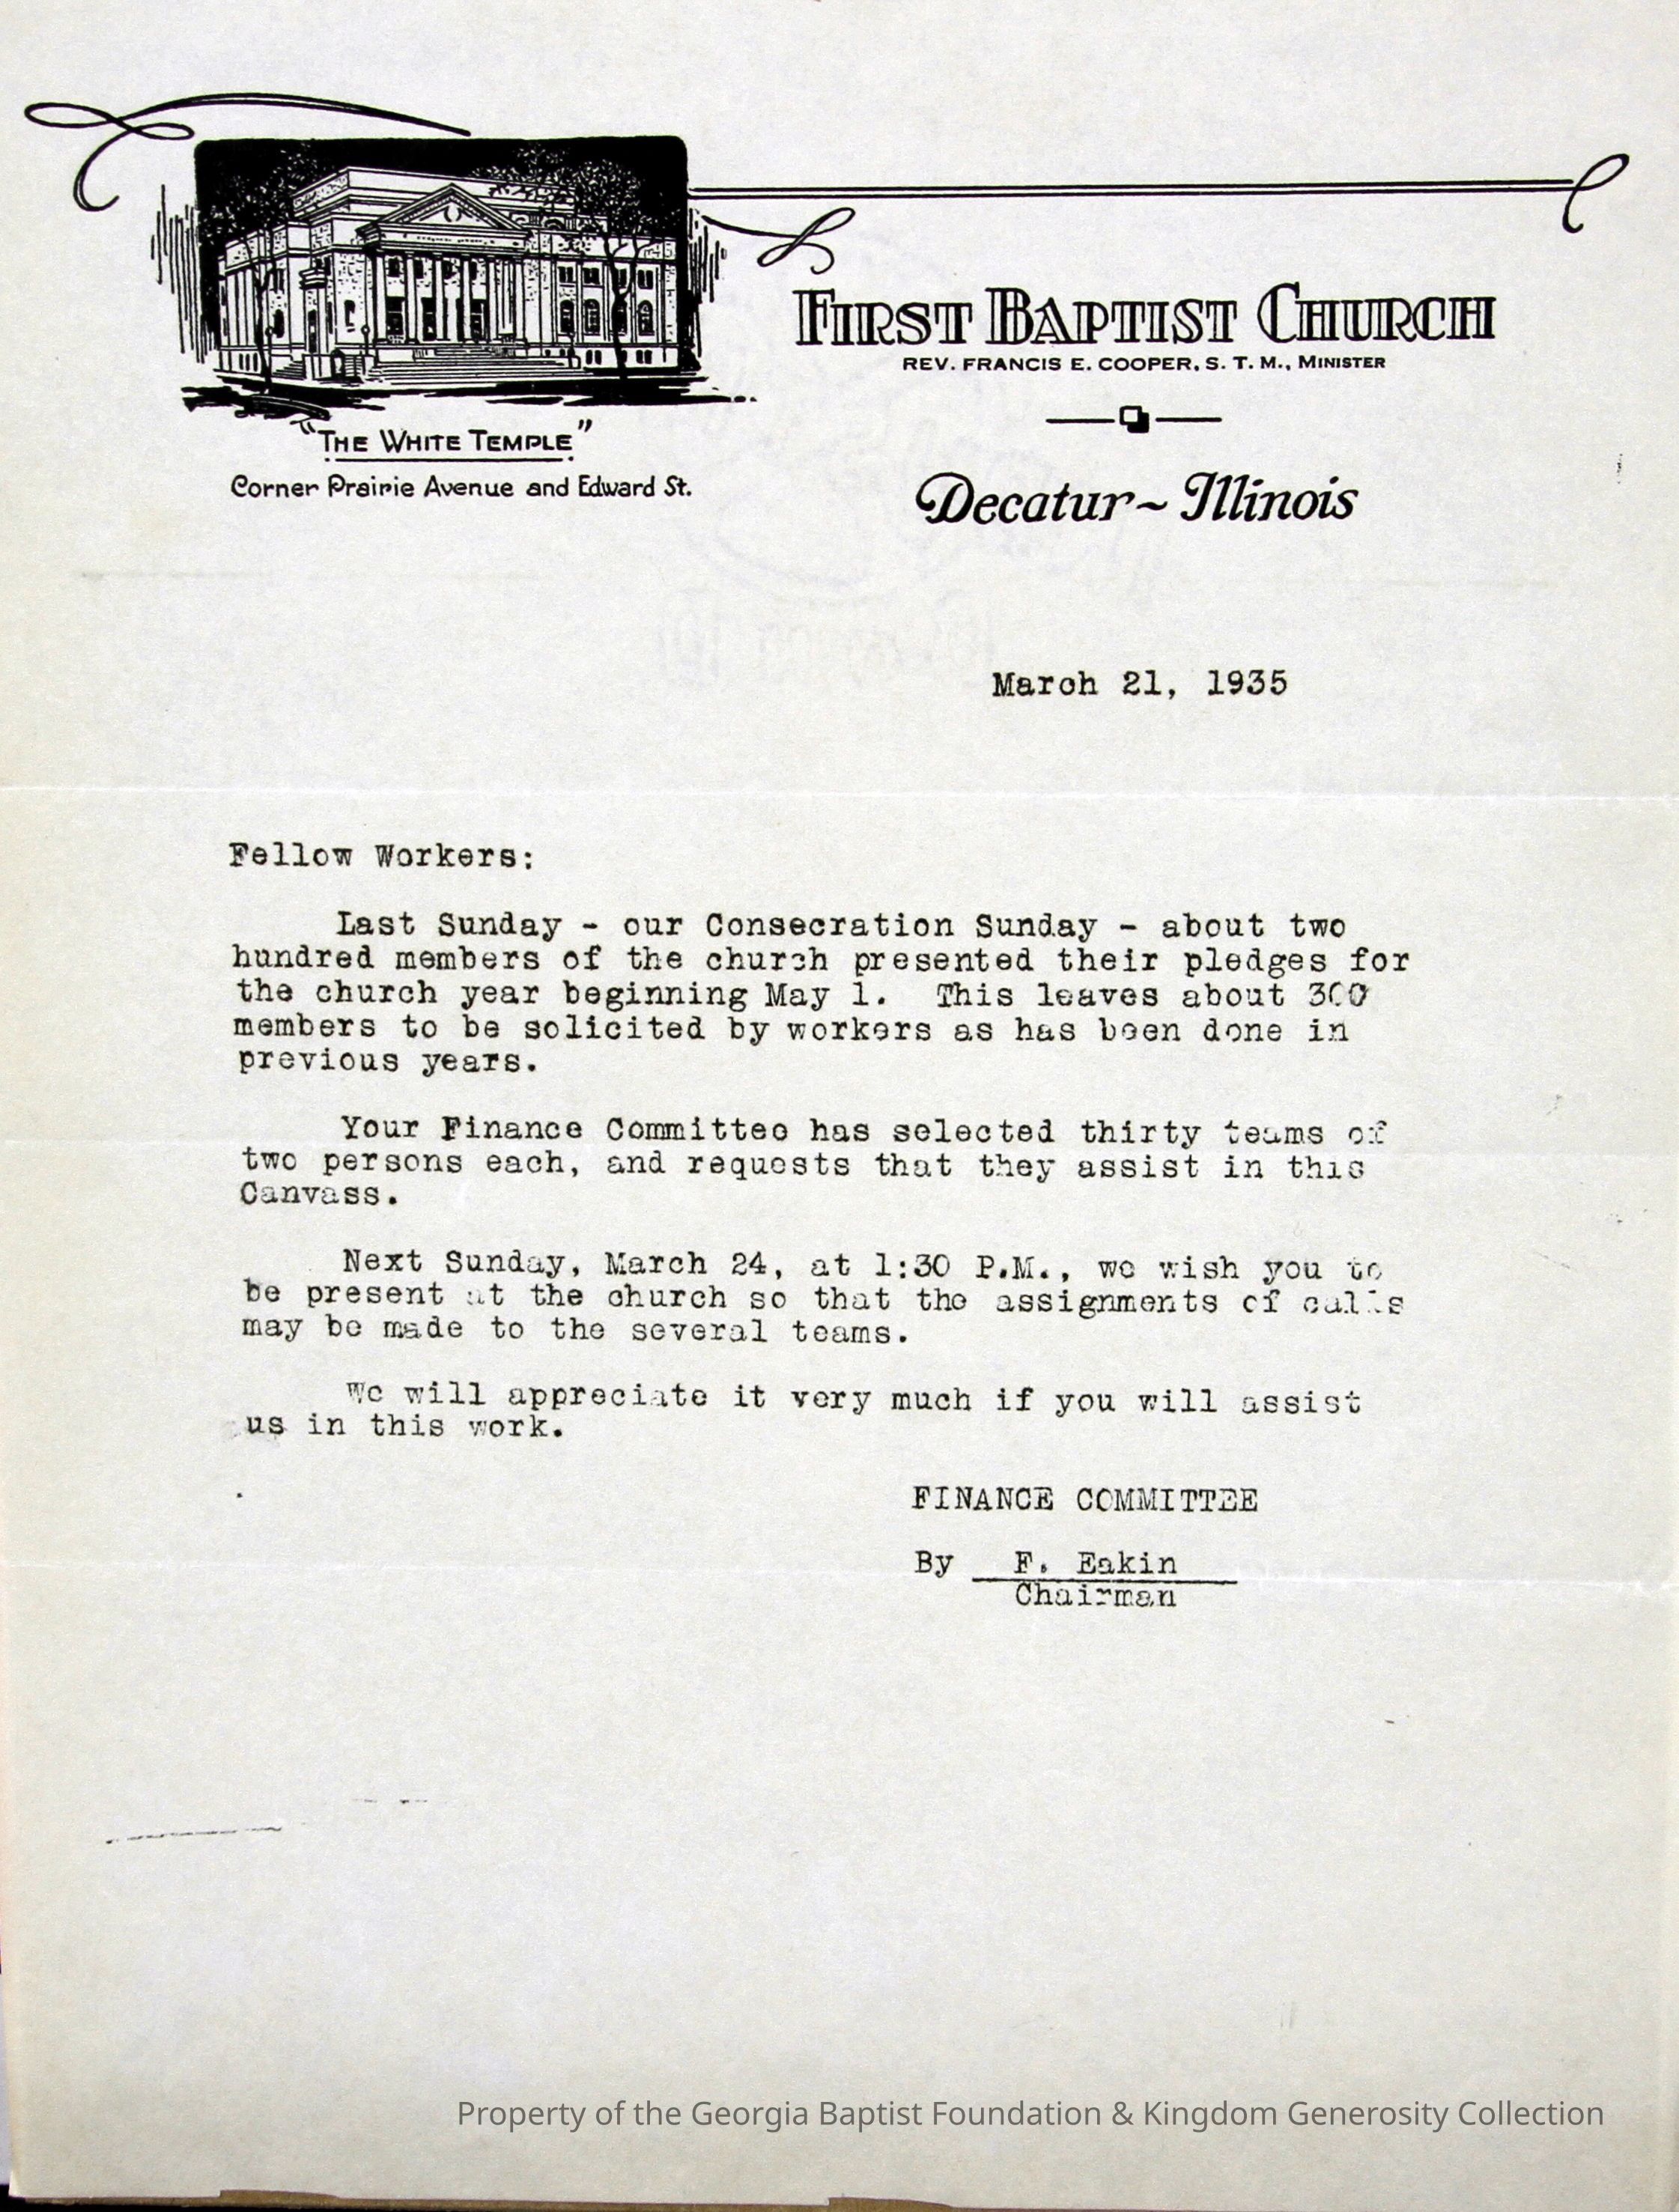 "THE WHITE TEMPLE"
Corner Prairie Avenue and Edward St.
FIRST BAPTIST CHURCH
REV. FRANCIS E. COOPER, S. T. M., MINISTER
Decatur ~ Illinois
March 21, 1935
Fellow Workers:
Last Sunday - our Consecration Sunday - about two
hundred members of the church presented their pledges for
the church year beginning May 1. This leaves about 300
members to be solicited by workers as has been done in
previous years.
Your Finance Committee has selected thirty teams of
two persons each, and requests that they assist in this
Canvass.
Next Sunday, March 24, at 1:30 P.M., we wish you to
be present at the church so that the assignments of calls
may be made to the several teams.
We will appreciate it very much if you will assist
us in this work.
FINANCE COMMITTEE
By F. Eakin
Chairman
Property of the Georgia Baptist Foundation & Kingdom Generosity Collection